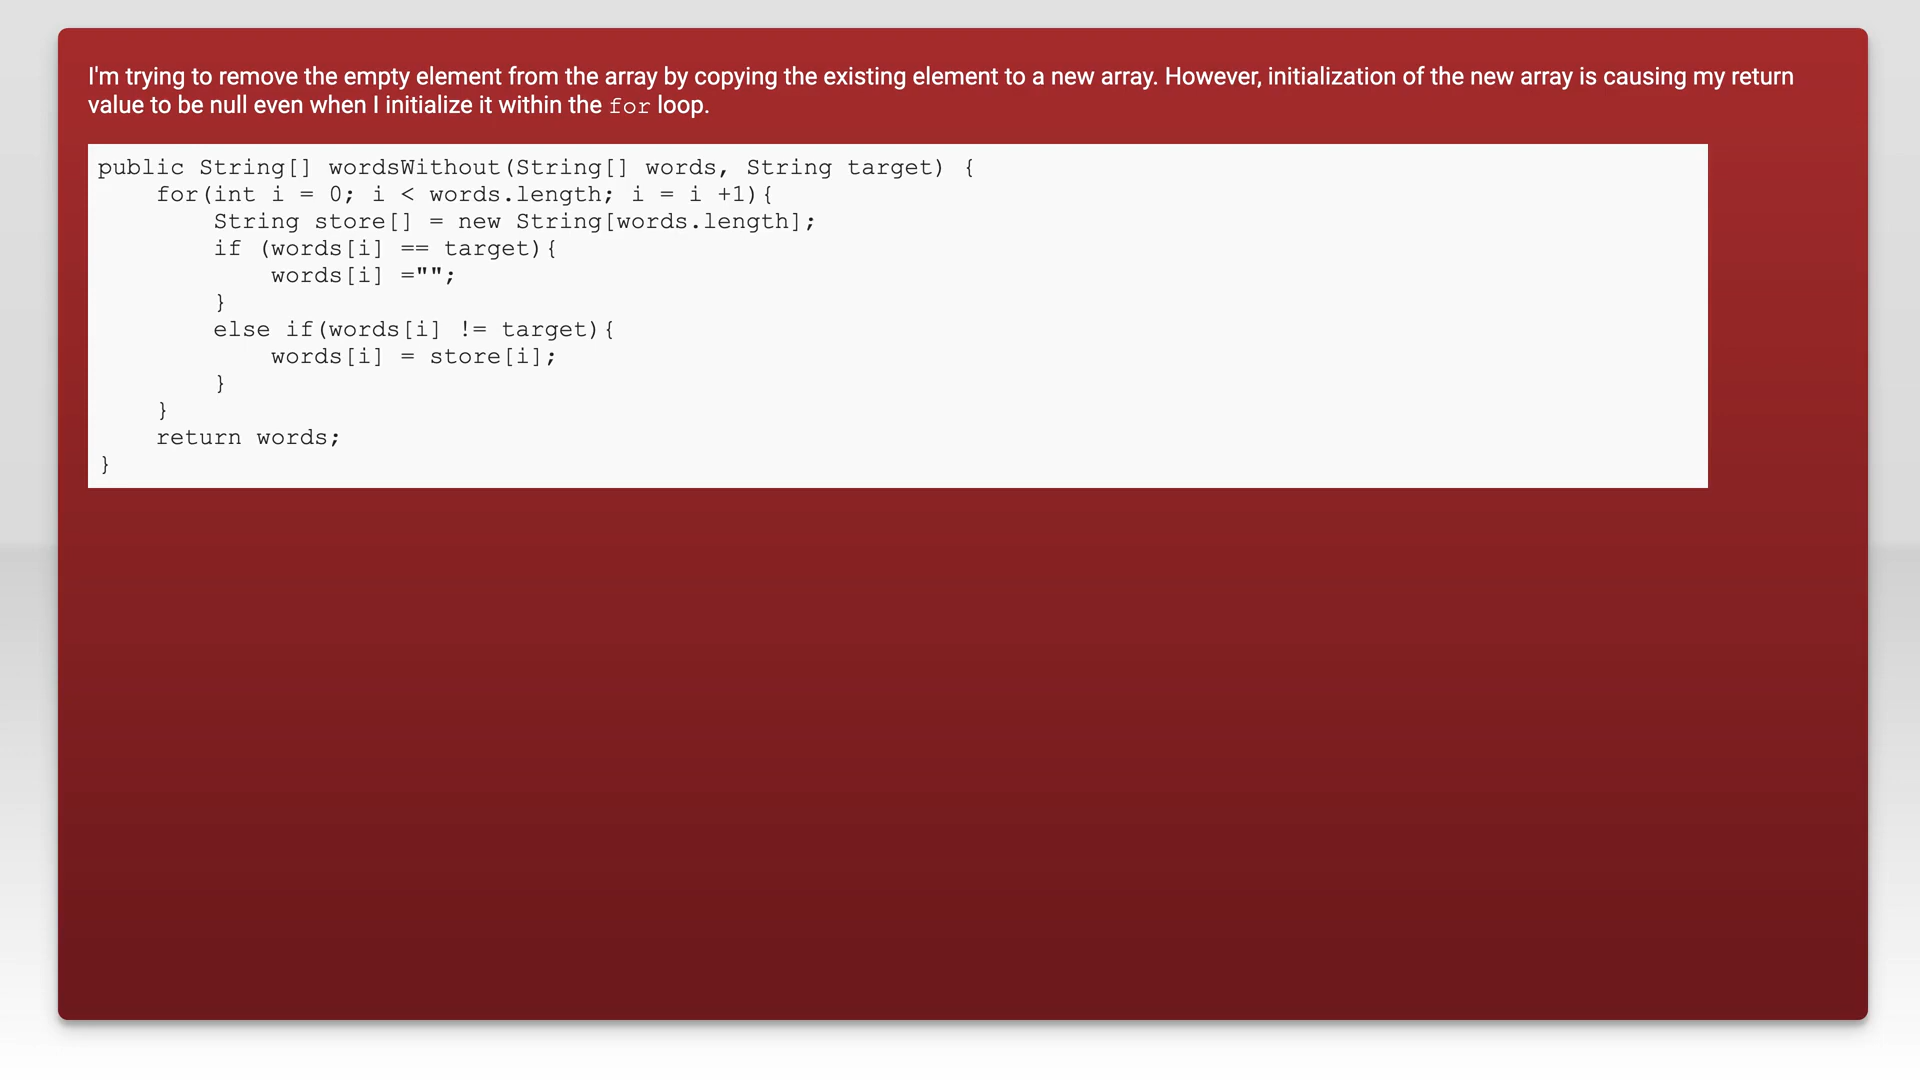 I'm trying to remove the empty element from the array by copying the existing element to a new array. However, initialization of the new array is causing my return
value to be null even when I initialize it within the for loop.
public String[] wordsWithout(String[] words, String target) {
    for(int i = 0; i < words.length; i = i +1){
        String store[] = new String[words.length];
        if (words[i] == target){
            words[i] ="";
        }
        else if(words[i] != target){
            words[i] = store[i];
        }
    }
    return words;
}